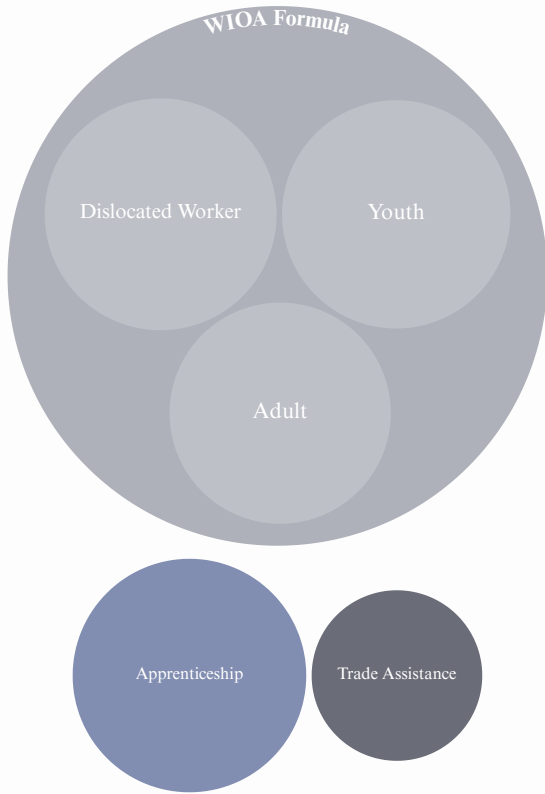 WIOA Formula
Dislocated Worker
Youth
Adult
Apprenticeship
Trade Assistance